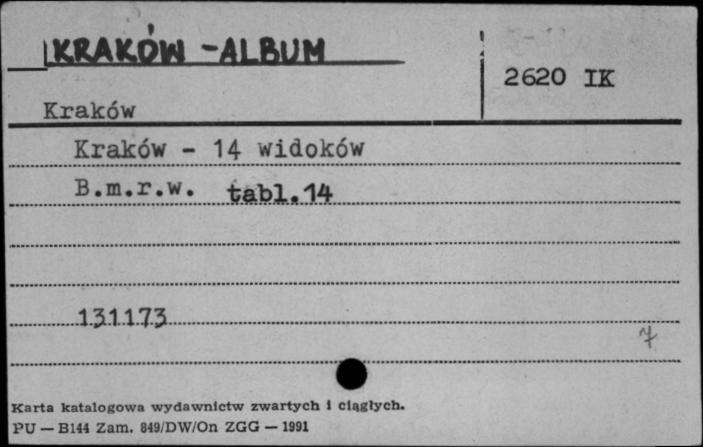 KRAKÓW - ALBUM
2620 IK
Kraków
Kraków - 14 widoków
B.m.r.w. tabl.14
131173
7
Karta katalogowa wydawnictw zwartych i ciągłych.
PU — B144 Zam. 849/DW/On ZGG — 1991